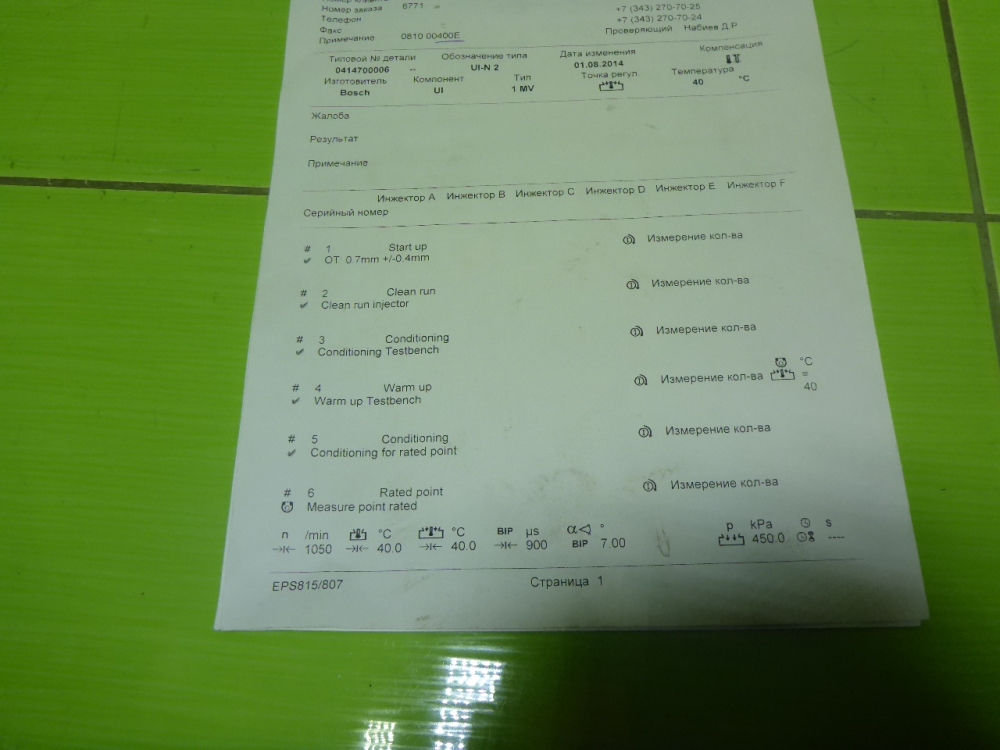 Номер заказа 6771 +7 (343) 270-70-25
Телефон +7 (343) 270-70-24
Факс Проверяющий Набиев Д Р
Примечание 0810 00400E
Типовой № детали Обозначение типа Дата изменения Компенсация
0414700006 -- UI-N 2 01.08.2014
Изготовитель Компонент Тип Точка регул. Температура
Bosch UI 1 MV 40 °C
Жалоба
Результат
Примечание
Инжектор A Инжектор B Инжектор C Инжектор D Инжектор E Инжектор F
Серийный номер
# 1 Start up Измерение кол-ва
✓ OT 0.7mm +/-0.4mm
# 2 Clean run Измерение кол-ва
✓ Clean run injector
# 3 Conditioning Измерение кол-ва
✓ Conditioning Testbench
# 4 Warm up Измерение кол-ва °C = 40
✓ Warm up Testbench
# 5 Conditioning Измерение кол-ва
✓ Conditioning for rated point
# 6 Rated point Измерение кол-ва
Measure point rated
n /min °C °C BIP µs α ° p kPa s
1050 40.0 40.0 900 BIP 7.00 450.0 ----
EPS815/807 Страница 1